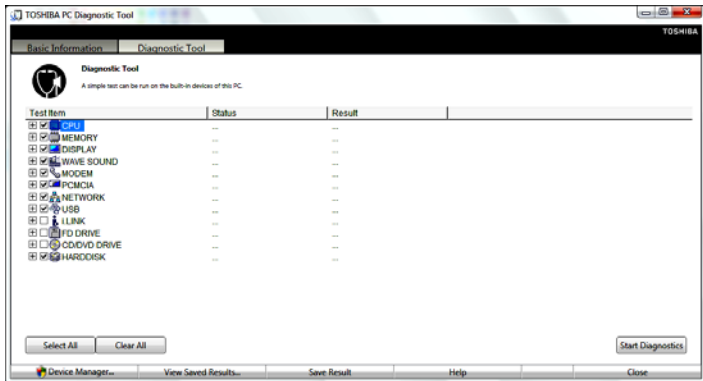 TOSHIBA PC Diagnostic Tool
TOSHIBA
Basic Information Diagnostic Tool
Diagnostic Tool
A simple test can be run on the built-in devices of this PC.
Test Item Status Result
CPU ... ...
MEMORY ... ...
DISPLAY ... ...
WAVE SOUND ... ...
MODEM ... ...
PCMCIA ... ...
NETWORK ... ...
USB ... ...
i.LINK ... ...
FD DRIVE ... ...
CD/DVD DRIVE ... ...
HARDDISK ... ...
Select All Clear All Start Diagnostics
Device Manager... View Saved Results... Save Result Help Close